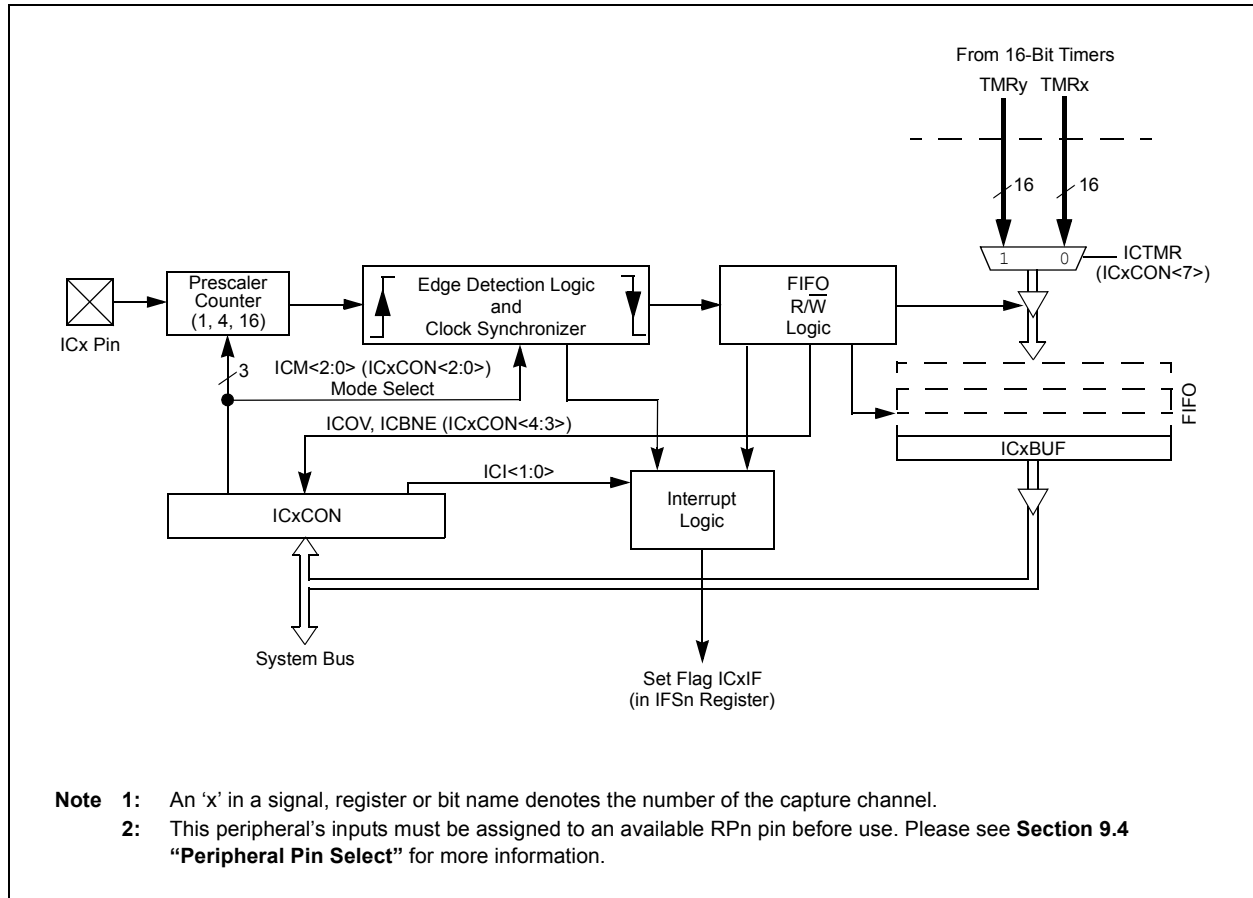 From 16-Bit Timers
TMRy TMRx
16 16
1 0
ICTMR
(ICxCON<7>)
Prescaler
Counter
(1, 4, 16)
Edge Detection Logic
and
Clock Synchronizer
FIFO
R/W
Logic
ICx Pin
3
ICM<2:0> (ICxCON<2:0>)
Mode Select
FIFO
ICOV, ICBNE (ICxCON<4:3>)
ICxBUF
ICI<1:0>
Interrupt
Logic
ICxCON
System Bus
Set Flag ICxIF
(in IFSn Register)
Note 1: An ‘x’ in a signal, register or bit name denotes the number of the capture channel.
2: This peripheral’s inputs must be assigned to an available RPn pin before use. Please see Section 9.4
“Peripheral Pin Select” for more information.